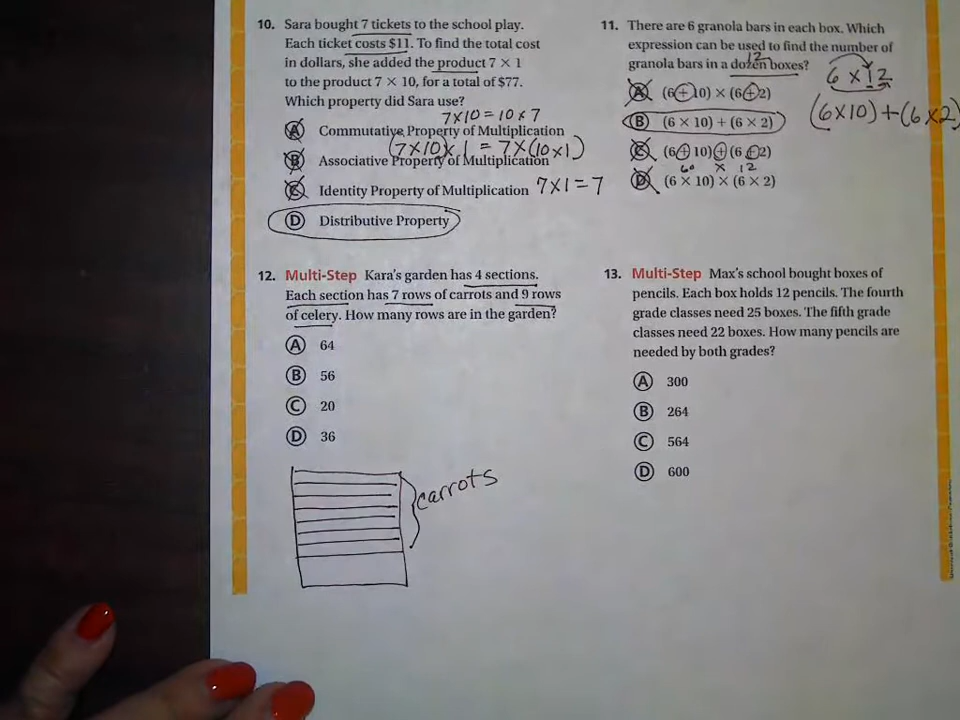 10. Sara bought 7 tickets to the school play.
Each ticket costs $11. To find the total cost
in dollars, she added the product 7 × 1
to the product 7 × 10, for a total of $77.
Which property did Sara use?
7×10 = 10×7
A Commutative Property of Multiplication
(7×10)×1 = 7×(10×1)
B Associative Property of Multiplication
C Identity Property of Multiplication 7×1=7
D Distributive Property
11. There are 6 granola bars in each box. Which
expression can be used to find the number of
12
granola bars in a dozen boxes?
6 × 12
(6×10)+(6×2)
A (6 + 10) × (6 + 2)
B (6 × 10) + (6 × 2)
C (6 + 10) + (6 + 2)
60 × 12
D (6 × 10) × (6 × 2)
12. Multi-Step Kara's garden has 4 sections.
Each section has 7 rows of carrots and 9 rows
of celery. How many rows are in the garden?
A 64
B 56
C 20
D 36
carrots
13. Multi-Step Max's school bought boxes of
pencils. Each box holds 12 pencils. The fourth
grade classes need 25 boxes. The fifth grade
classes need 22 boxes. How many pencils are
needed by both grades?
A 300
B 264
C 564
D 600